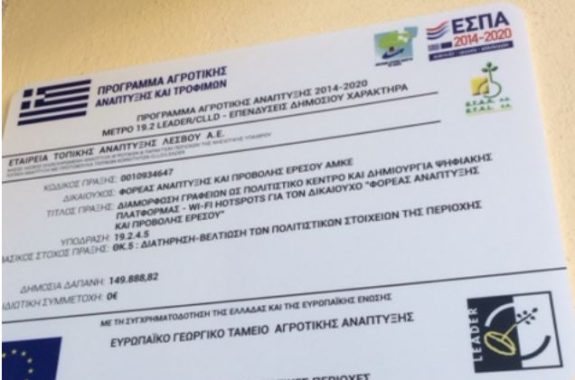 ΠΡΟΓΡΑΜΜΑ ΑΓΡΟΤΙΚΗΣ
ΑΝΑΠΤΥΞΗΣ ΚΑΙ ΤΡΟΦΙΜΩΝ
ΕΣΠΑ
2014-2020
ΠΡΟΓΡΑΜΜΑ ΑΓΡΟΤΙΚΗΣ ΑΝΑΠΤΥΞΗΣ 2014-2020
ΜΕΤΡΟ 19.2 LEADER/CLLD - ΕΠΕΝΔΥΣΕΙΣ ΔΗΜΟΣΙΟΥ ΧΑΡΑΚΤΗΡΑ
ΕΤΑΙΡΕΙΑ ΤΟΠΙΚΗΣ ΑΝΑΠΤΥΞΗΣ ΛΕΣΒΟΥ Α.Ε.
ΚΩΔΙΚΟΣ ΠΡΑΞΗΣ: 0010934647
ΔΙΚΑΙΟΥΧΟΣ: ΦΟΡΕΑΣ ΑΝΑΠΤΥΞΗΣ ΚΑΙ ΠΡΟΒΟΛΗΣ ΕΡΕΣΟΥ ΑΜΚΕ
ΤΙΤΛΟΣ ΠΡΑΞΗΣ: ΔΙΑΜΟΡΦΩΣΗ ΓΡΑΦΕΙΩΝ ΩΣ ΠΟΛΙΤΙΣΤΙΚΟ ΚΕΝΤΡΟ ΚΑΙ ΔΗΜΙΟΥΡΓΙΑ ΨΗΦΙΑΚΗΣ
ΠΛΑΤΦΟΡΜΑΣ - WI-FI HOTSPOTS ΓΙΑ ΤΟΝ ΔΙΚΑΙΟΥΧΟ "ΦΟΡΕΑΣ ΑΝΑΠΤΥΞΗΣ
ΚΑΙ ΠΡΟΒΟΛΗΣ ΕΡΕΣΟΥ"
ΥΠΟΔΡΑΣΗ: 19.2.4.5
ΒΑΣΙΚΟΣ ΣΤΟΧΟΣ ΠΡΑΞΗΣ: ΘΚ.5 : ΔΙΑΤΗΡΗΣΗ-ΒΕΛΤΙΩΣΗ ΤΩΝ ΠΟΛΙΤΙΣΤΙΚΩΝ ΣΤΟΙΧΕΙΩΝ ΤΗΣ ΠΕΡΙΟΧΗΣ
ΔΗΜΟΣΙΑ ΔΑΠΑΝΗ: 149.888,82
ΙΔΙΩΤΙΚΗ ΣΥΜΜΕΤΟΧΗ: 0€
ΜΕ ΤΗ ΣΥΓΧΡΗΜΑΤΟΔΟΤΗΣΗ ΤΗΣ ΕΛΛΑΔΑΣ ΚΑΙ ΤΗΣ ΕΥΡΩΠΑΪΚΗΣ ΕΝΩΣΗΣ
ΕΥΡΩΠΑΪΚΟ ΓΕΩΡΓΙΚΟ ΤΑΜΕΙΟ ΑΓΡΟΤΙΚΗΣ ΑΝΑΠΤΥΞΗΣ
LEADER